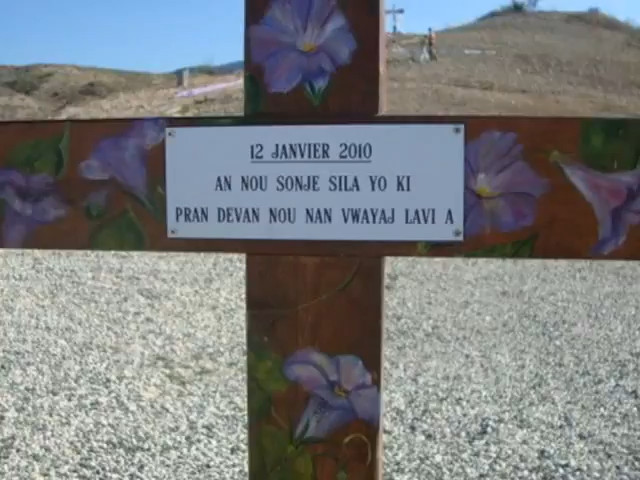 12 JANVIER 2010
AN NOU SONJE SILA YO KI
PRAN DEVAN NOU NAN VWAYAJ LAVI A